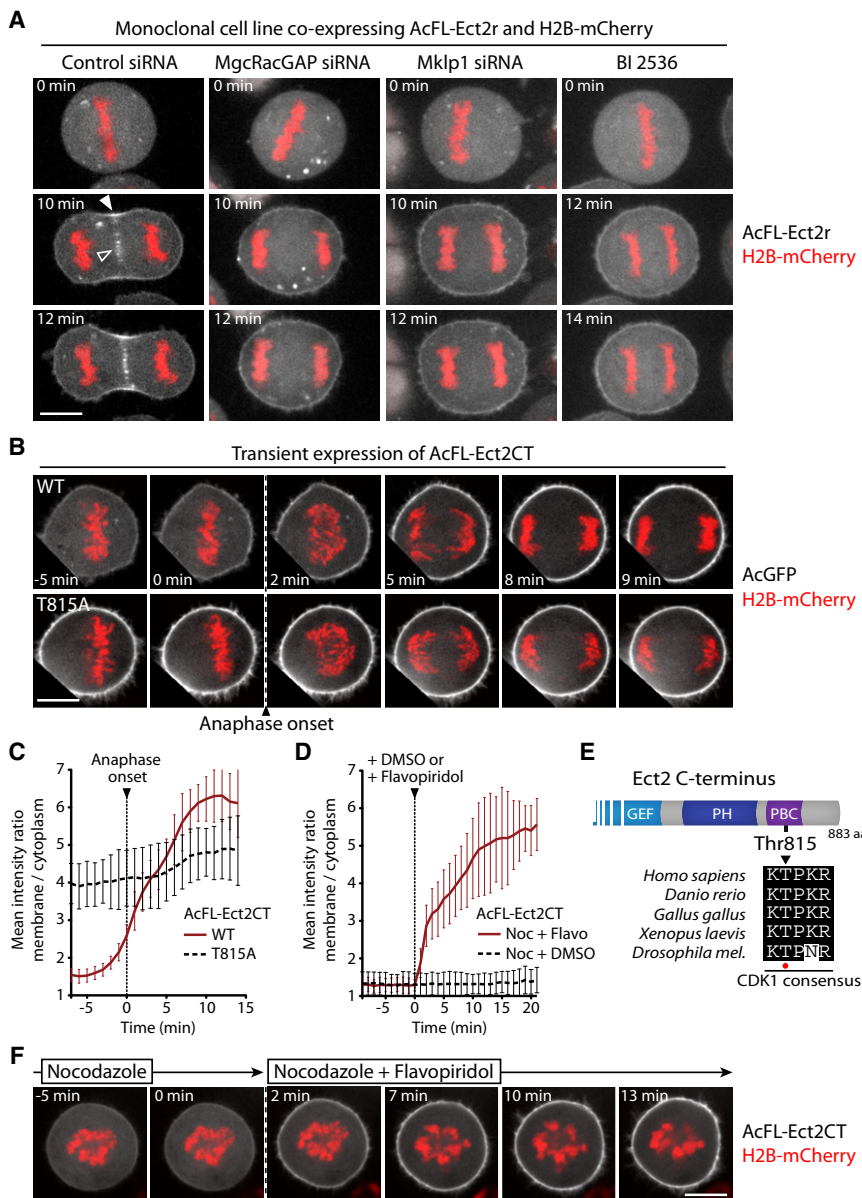 A
Monoclonal cell line co-expressing AcFL-Ect2r and H2B-mCherry
Control siRNA MgcRacGAP siRNA Mklp1 siRNA BI 2536
0 min 0 min 0 min 0 min
10 min 10 min 10 min 12 min
AcFL-Ect2r
H2B-mCherry
12 min 12 min 12 min 14 min
B
Transient expression of AcFL-Ect2CT
WT
-5 min 0 min 2 min 5 min 8 min 9 min
AcGFP
H2B-mCherry
T815A
Anaphase onset
C
Anaphase
onset
Mean intensity ratio
membrane / cytoplasm
7
6
5
4
3
2
1
AcFL-Ect2CT
WT
T815A
-5 0 5 10 15
Time (min)
D
+ DMSO or
+ Flavopiridol
Mean intensity ratio
membrane / cytoplasm
7
6
5
4
3
2
1
AcFL-Ect2CT
Noc + Flavo
Noc + DMSO
-5 0 5 10 15 20
Time (min)
E
Ect2 C-terminus
GEF PH PBC
883 aa
Thr815
Homo sapiens KTPKR
Danio rerio KTPKR
Gallus gallus KTPKR
Xenopus laevis KTPKR
Drosophila mel. KTPNR
CDK1 consensus
F
Nocodazole Nocodazole + Flavopiridol
-5 min 0 min 2 min 7 min 10 min 13 min
AcFL-Ect2CT
H2B-mCherry